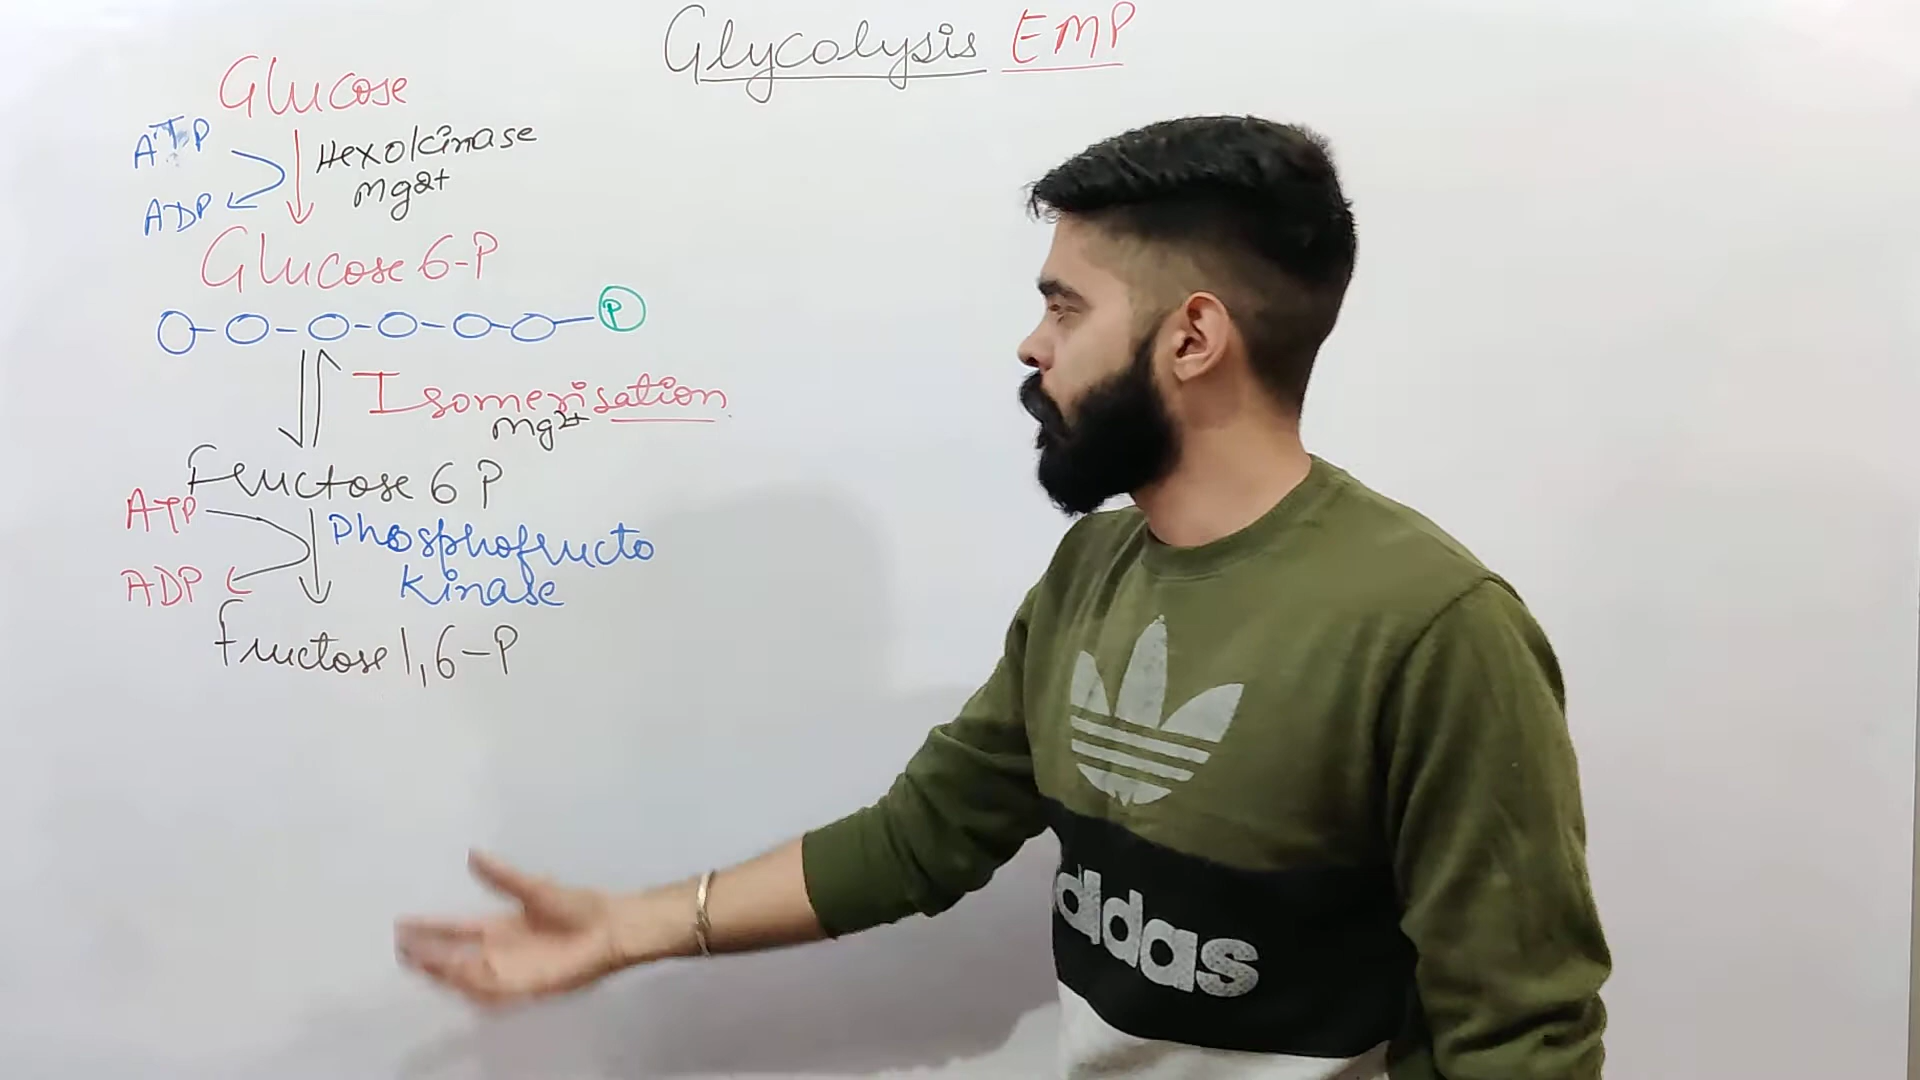 Glycolysis EMP
Glucose
ATP
Hexokinase
Mg2+
ADP
Glucose 6-P
P
Isomerisation
Mg2+
Fructose 6 P
ATP
Phosphofructo
Kinase
ADP
Fructose 1,6-P
adidas